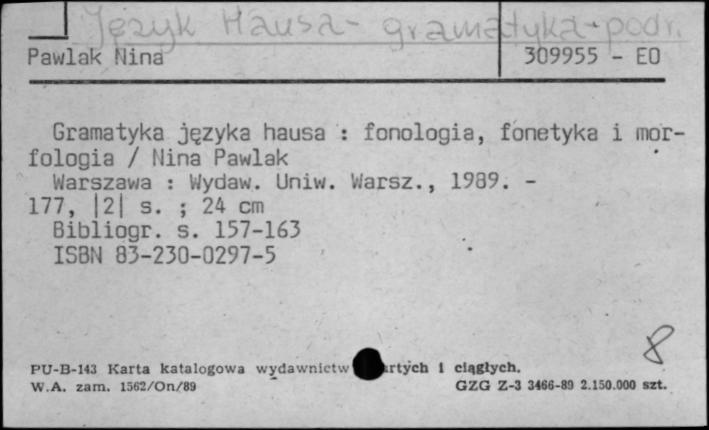 Język Hausa - gramatyka - podr.
Pawlak Nina 309955 - EO
Gramatyka języka hausa : fonologia, fonetyka i mor-
fologia / Nina Pawlak
Warszawa : Wydaw. Uniw. Warsz., 1989. -
177, |2| s. ; 24 cm
Bibliogr. s. 157-163
ISBN 83-230-0297-5
8
PU-B-143 Karta katalogowa wydawnictw rtych i ciągłych.
W.A. zam. 1562/On/89 GZG Z-3 3466-89 2.150.000 szt.